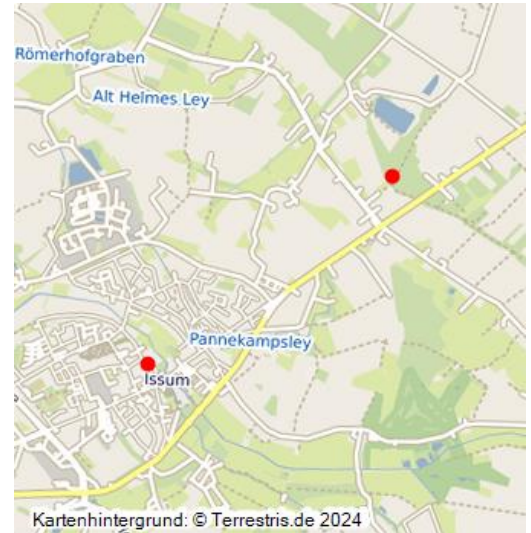 Römerhofgraben
Alt Helmes Ley
Pannekampsley
Issum
Kartenhintergrund: © Terrestris.de 2024